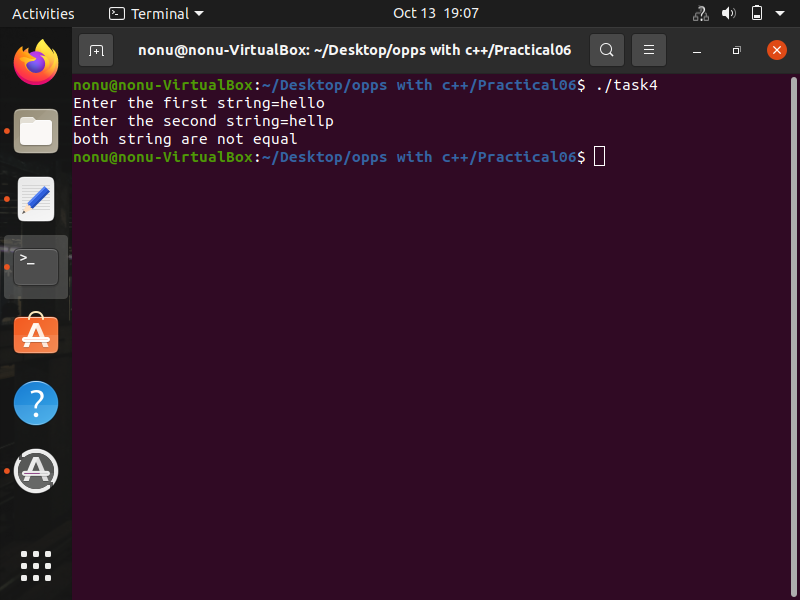 Activities
Terminal
Oct 13 19:07
nonu@nonu-VirtualBox: ~/Desktop/opps with c++/Practical06
nonu@nonu-VirtualBox:~/Desktop/opps with c++/Practical06$ ./task4
Enter the first string=hello
Enter the second string=hellp
both string are not equal
nonu@nonu-VirtualBox:~/Desktop/opps with c++/Practical06$